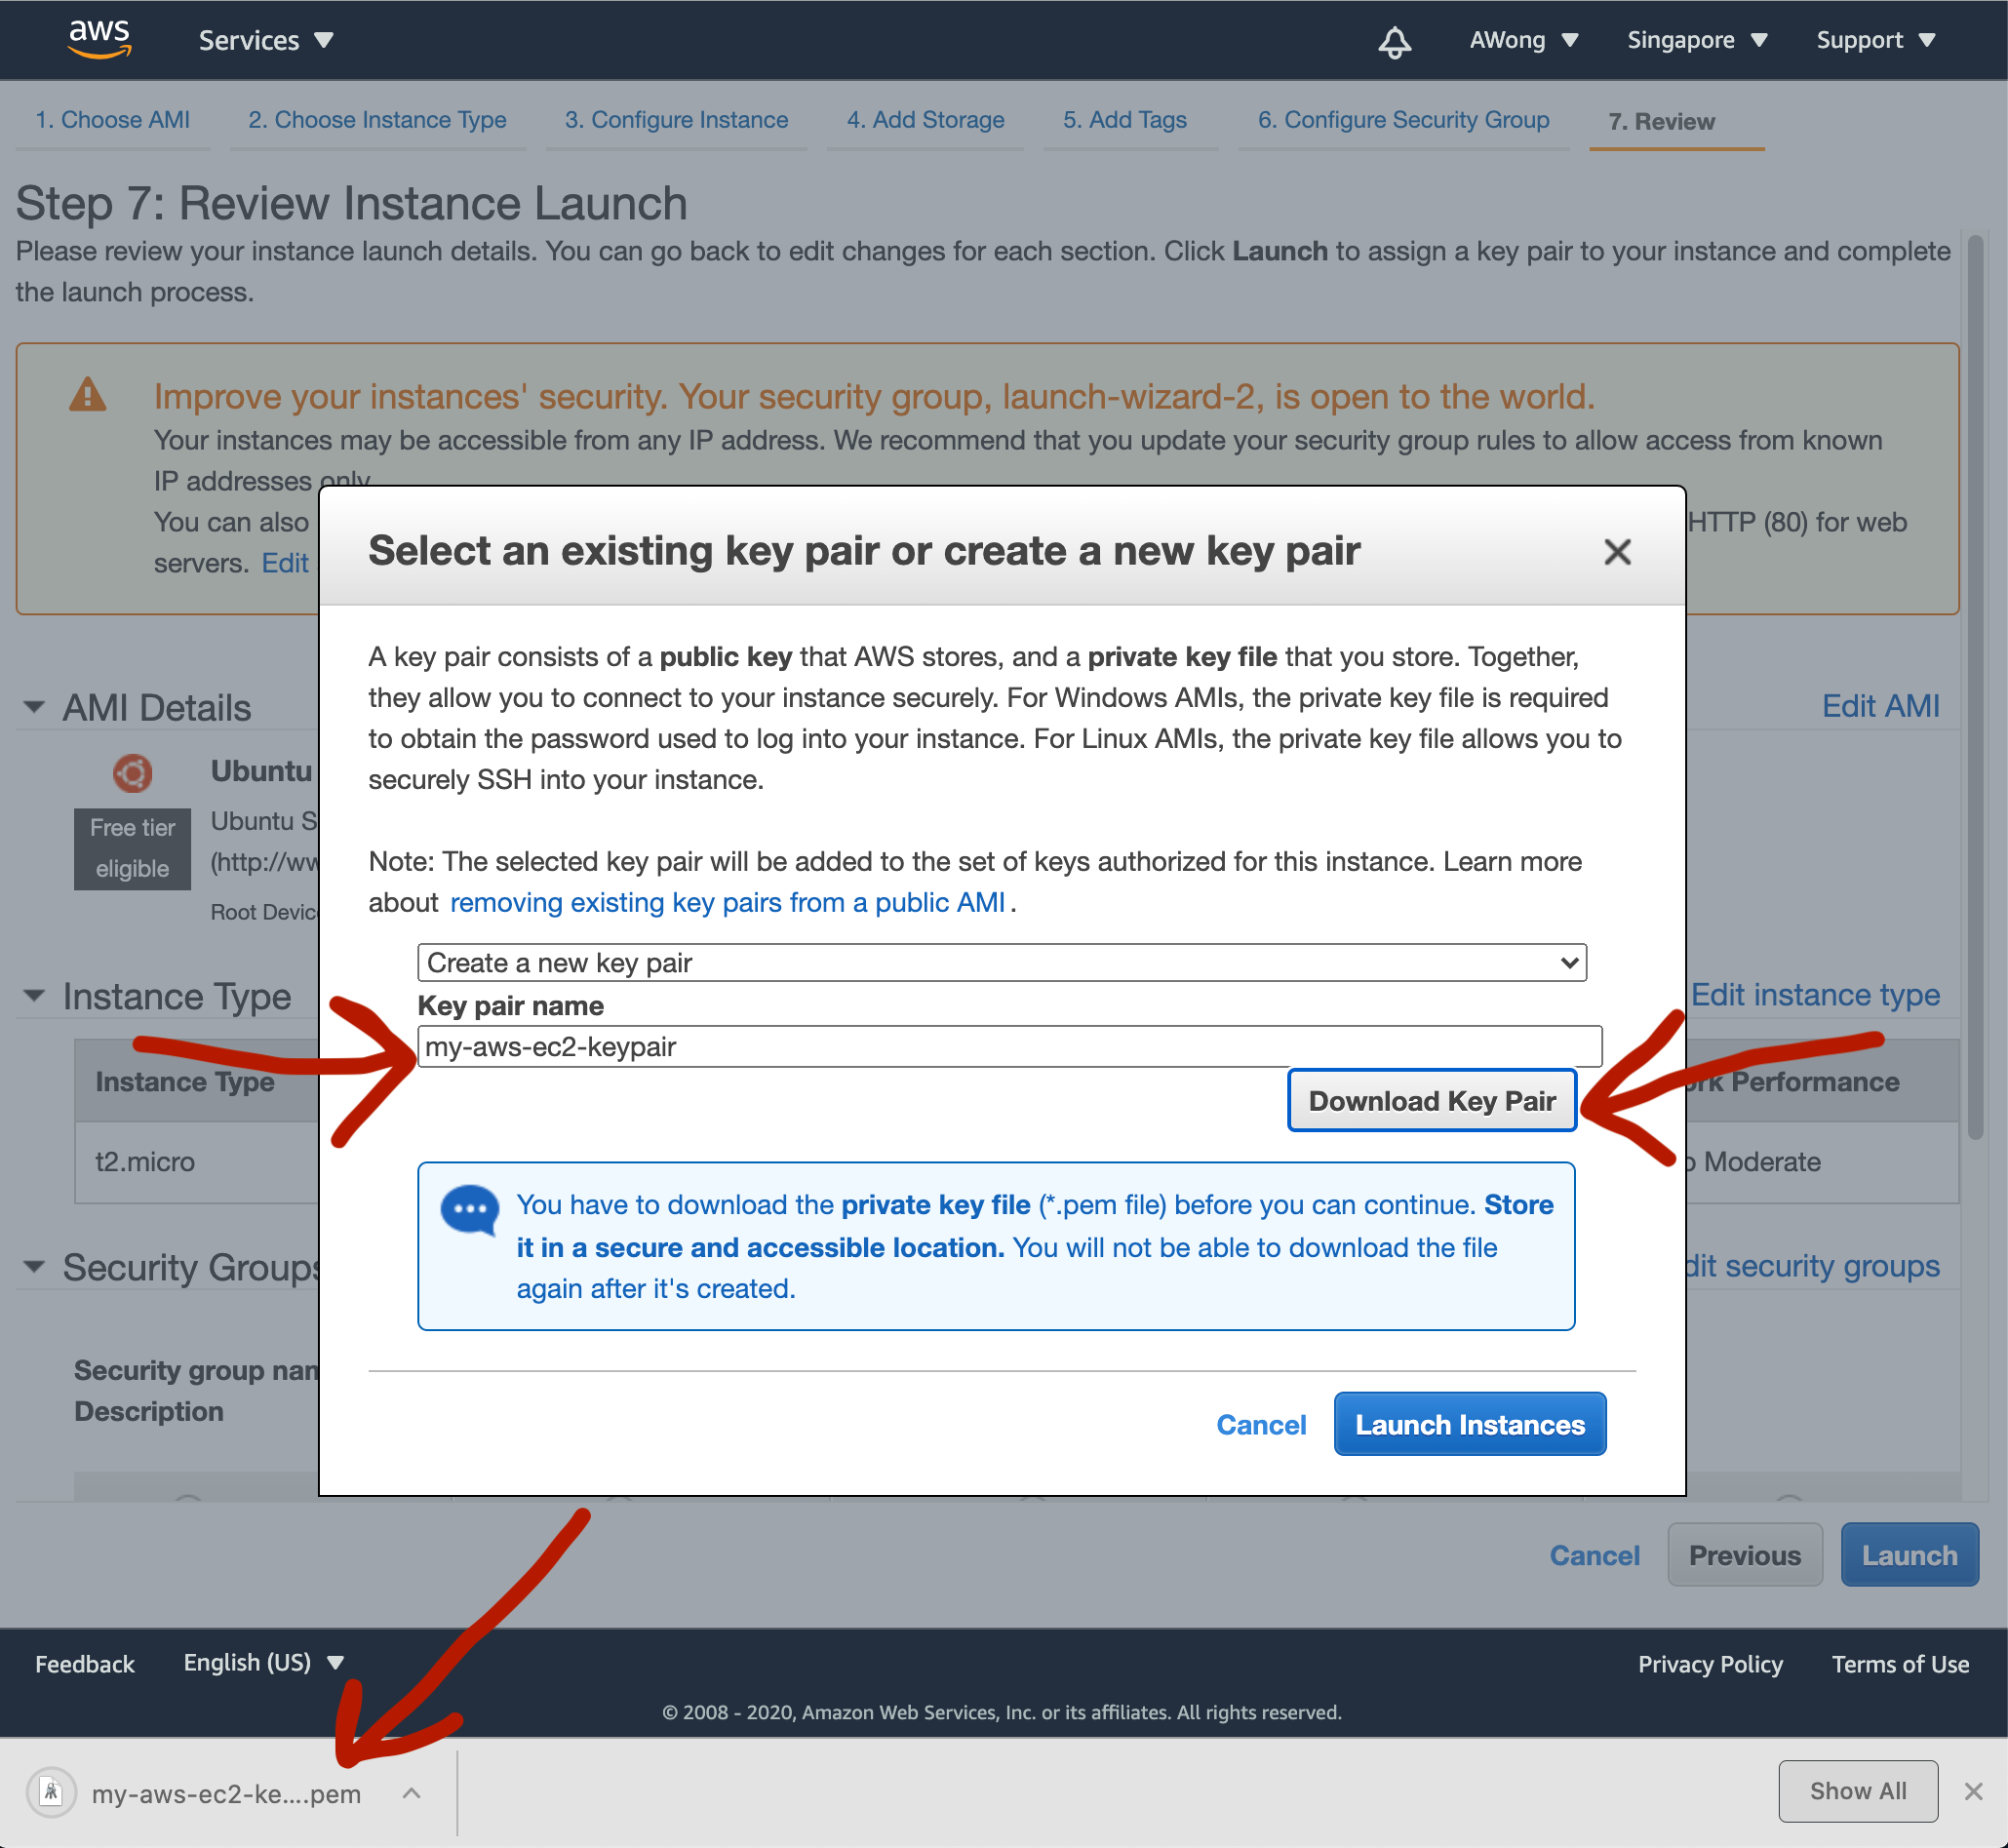 aws
Services
AWong
Singapore
Support
1. Choose AMI
2. Choose Instance Type
3. Configure Instance
4. Add Storage
5. Add Tags
6. Configure Security Group
7. Review
Step 7: Review Instance Launch
Please review your instance launch details. You can go back to edit changes for each section. Click Launch to assign a key pair to your instance and complete
the launch process.
Improve your instances' security. Your security group, launch-wizard-2, is open to the world.
Your instances may be accessible from any IP address. We recommend that you update your security group rules to allow access from known
IP addresses only
You can also
HTTP (80) for web
servers. Edit
Select an existing key pair or create a new key pair
A key pair consists of a public key that AWS stores, and a private key file that you store. Together,
they allow you to connect to your instance securely. For Windows AMIs, the private key file is required
to obtain the password used to log into your instance. For Linux AMIs, the private key file allows you to
securely SSH into your instance.
Note: The selected key pair will be added to the set of keys authorized for this instance. Learn more
about removing existing key pairs from a public AMI.
Create a new key pair
Key pair name
my-aws-ec2-keypair
Download Key Pair
You have to download the private key file (*.pem file) before you can continue. Store
it in a secure and accessible location. You will not be able to download the file
again after it's created.
Cancel
Launch Instances
AMI Details
Edit AMI
Ubuntu
Free tier
eligible
Ubuntu S
(http://ww
Root Devic
Instance Type
Edit instance type
Instance Type
Performance
t2.micro
Moderate
Security Groups
dit security groups
Security group nam
Description
Cancel
Previous
Launch
Feedback
English (US)
Privacy Policy
Terms of Use
© 2008 - 2020, Amazon Web Services, Inc. or its affiliates. All rights reserved.
my-aws-ec2-ke....pem
Show All